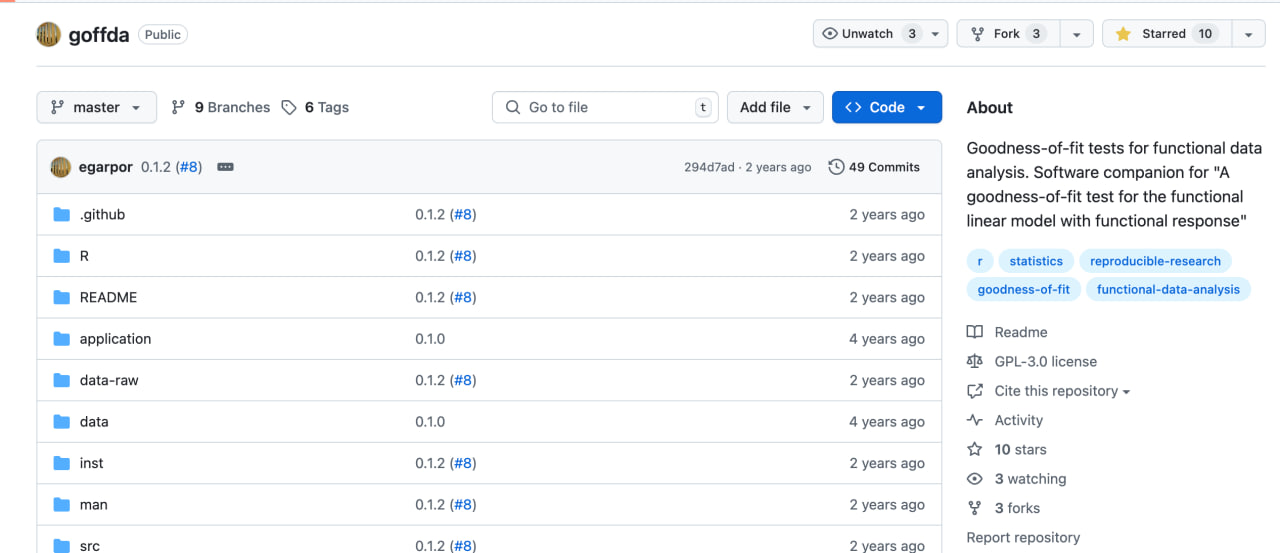 goffda Public Unwatch 3 Fork 3 Starred 10
master 9 Branches 6 Tags Go to file t Add file Code
egarpor 0.1.2 (#8) 294d7ad · 2 years ago 49 Commits
.github 0.1.2 (#8) 2 years ago
R 0.1.2 (#8) 2 years ago
README 0.1.2 (#8) 2 years ago
application 0.1.0 4 years ago
data-raw 0.1.2 (#8) 2 years ago
data 0.1.0 4 years ago
inst 0.1.2 (#8) 2 years ago
man 0.1.2 (#8) 2 years ago
src 0.1.2 (#8) 2 years ago
About
Goodness-of-fit tests for functional data
analysis. Software companion for "A
goodness-of-fit test for the functional
linear model with functional response"
r statistics reproducible-research
goodness-of-fit functional-data-analysis
Readme
GPL-3.0 license
Cite this repository
Activity
10 stars
3 watching
3 forks
Report repository